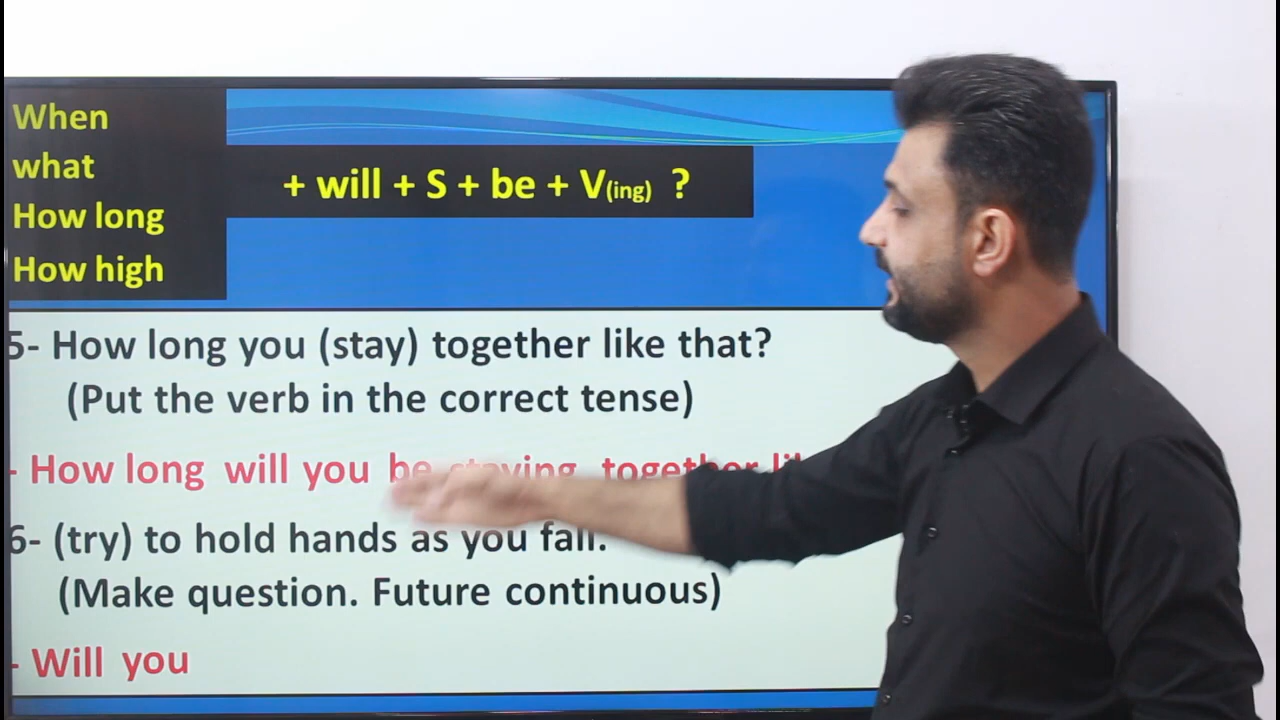 When
what
How long
How high
+ will + S + be + V(ing) ?
5- How long you (stay) together like that?
(Put the verb in the correct tense)
- How long will you be staying together
6- (try) to hold hands as you fall.
(Make question. Future continuous)
- Will you